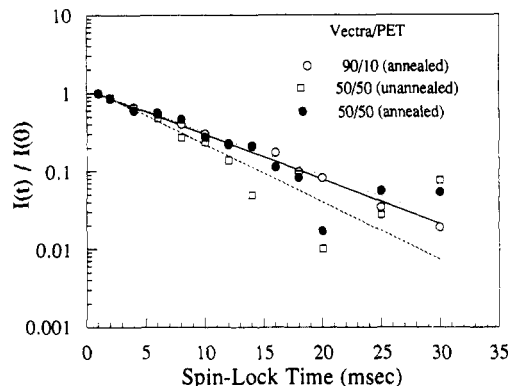 Vectra/PET
90/10 (annealed)
50/50 (unannealed)
50/50 (annealed)
I(t) / I(0)
10
1
0.1
0.01
0.001
0 5 10 15 20 25 30 35
Spin-Lock Time (msec)